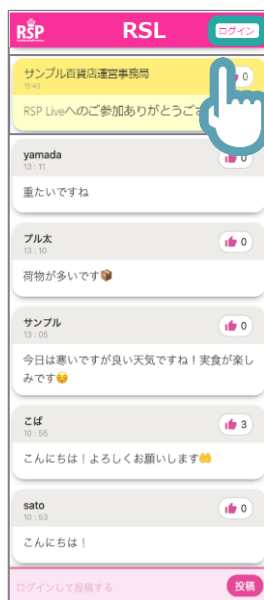 RSP
RSL
ログイン
サンプル百貨店運営事務局
15:43
0
RSP Liveへのご参加ありがとうござ
yamada
13:11
0
重たいですね
プル太
13:10
0
荷物が多いです📦
サンプル
13:05
0
今日は寒いですが良い天気ですね！実食が楽し
みです😊
こば
10:55
3
こんにちは！よろしくお願いします👐
sato
10:53
0
こんにちは！
ログインして投稿する
投稿